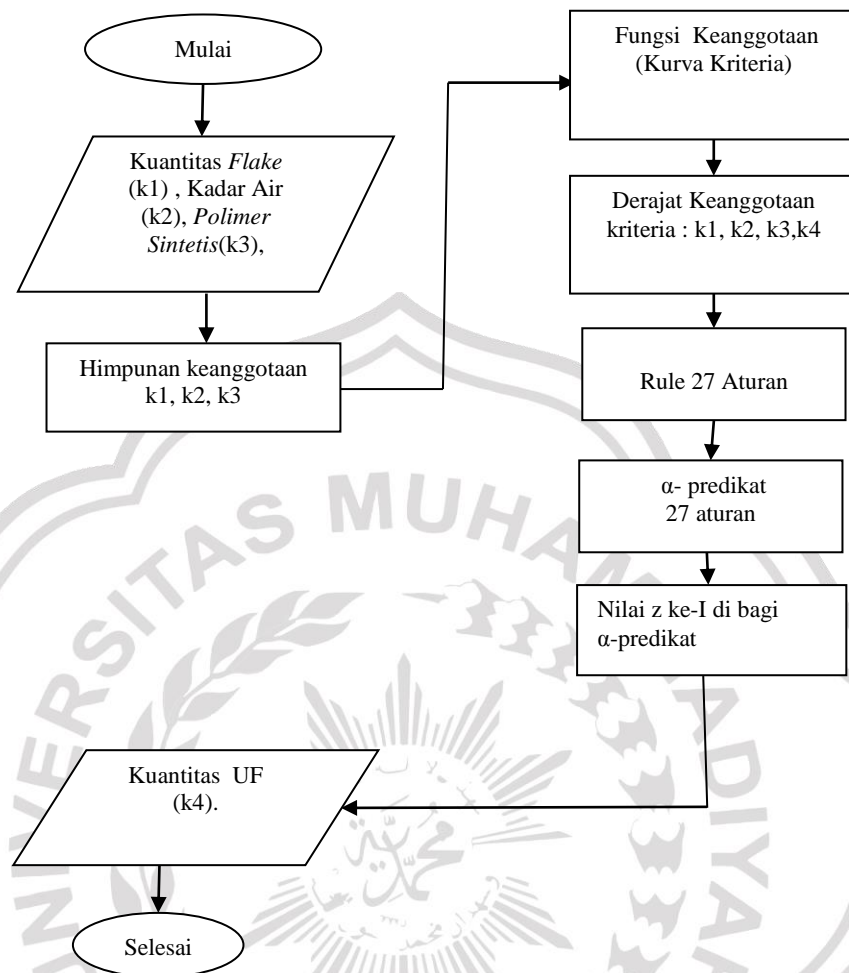 Mulai
Kuantitas Flake
(k1) , Kadar Air
(k2), Polimer
Sintetis(k3),
Himpunan keanggotaan
k1, k2, k3
Fungsi Keanggotaan
(Kurva Kriteria)
Derajat Keanggotaan
kriteria : k1, k2, k3,k4
Rule 27 Aturan
α- predikat
27 aturan
Nilai z ke-I di bagi
α-predikat
Kuantitas UF
(k4).
Selesai